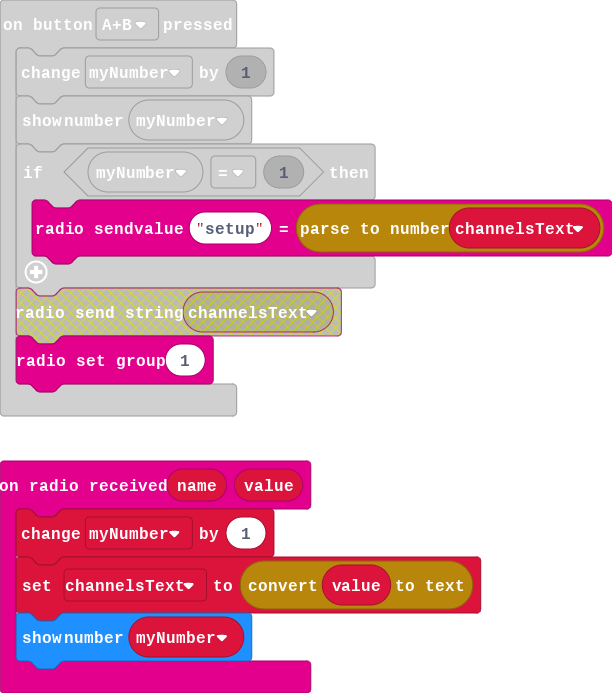 on button A+B pressed
change myNumber by 1
show number myNumber
if myNumber = 1 then
radio send value "setup" = parse to number channelsText
radio send string channelsText
radio set group 1
on radio received name value
change myNumber by 1
set channelsText to convert value to text
show number myNumber